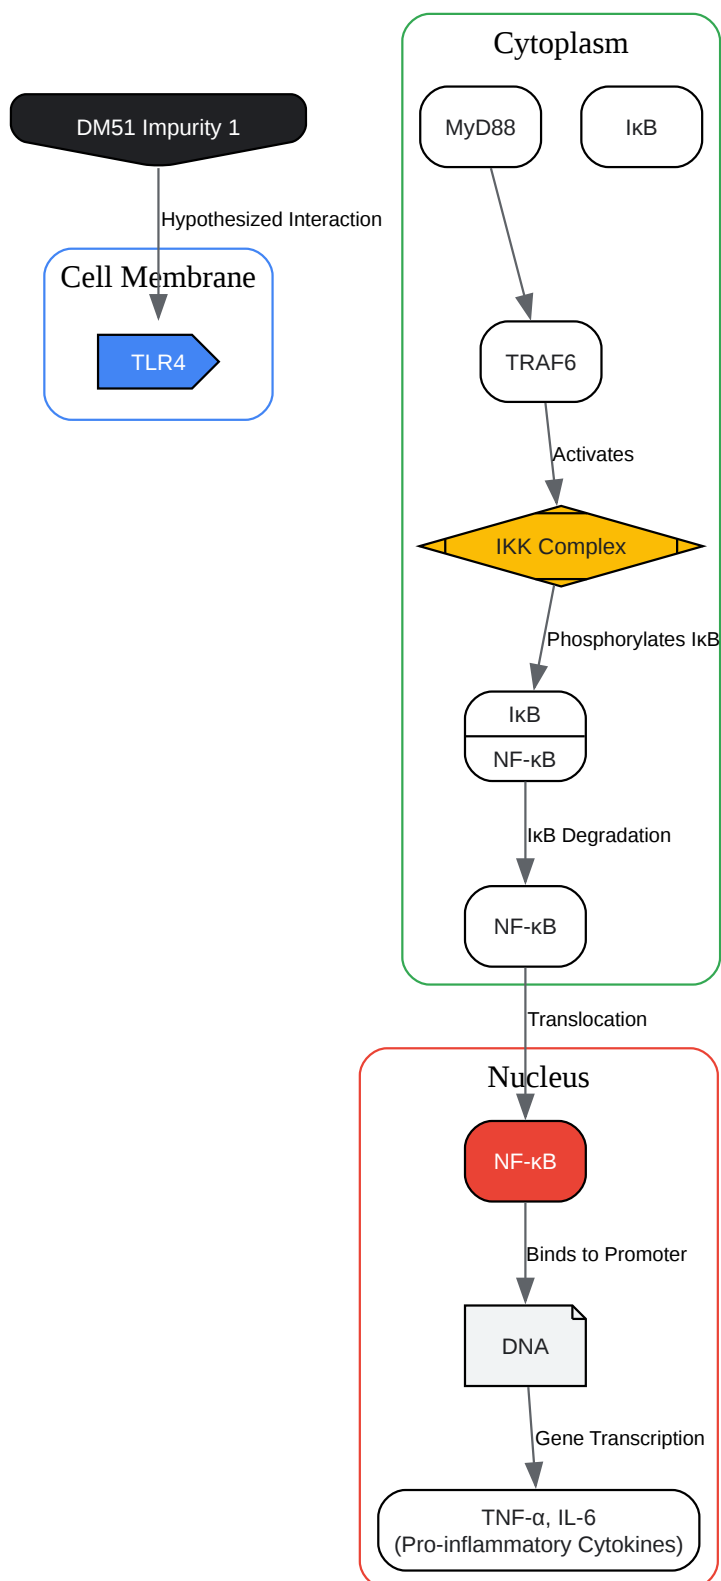 Cytoplasm
DM51 Impurity 1
MyD88
IκB
Hypothesized Interaction
Cell Membrane
TLR4
TRAF6
Activates
IKK Complex
Phosphorylates IκB
IκB
NF-κB
IκB Degradation
NF-κB
Translocation
Nucleus
NF-κB
Binds to Promoter
DNA
Gene Transcription
TNF-α, IL-6
(Pro-inflammatory Cytokines)